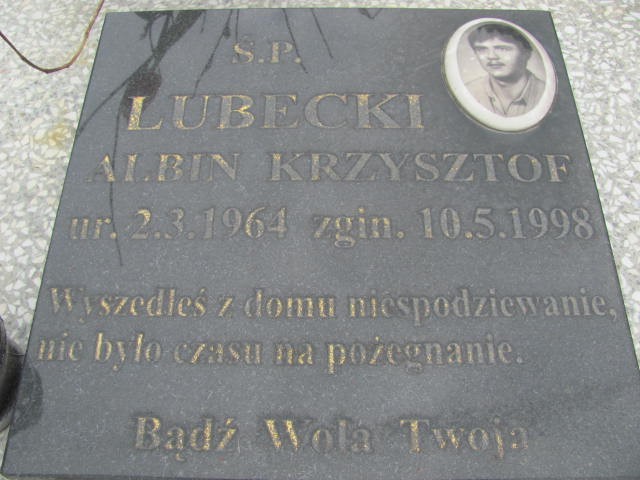 Ś.P.
LUBECKI
ALBIN KRZYSZTOF
ur. 2.3.1964 zgin. 10.5.1998
Wyszedłeś z domu niespodziewanie,
nie było czasu na pożegnanie.
Bądź Wola Twoja